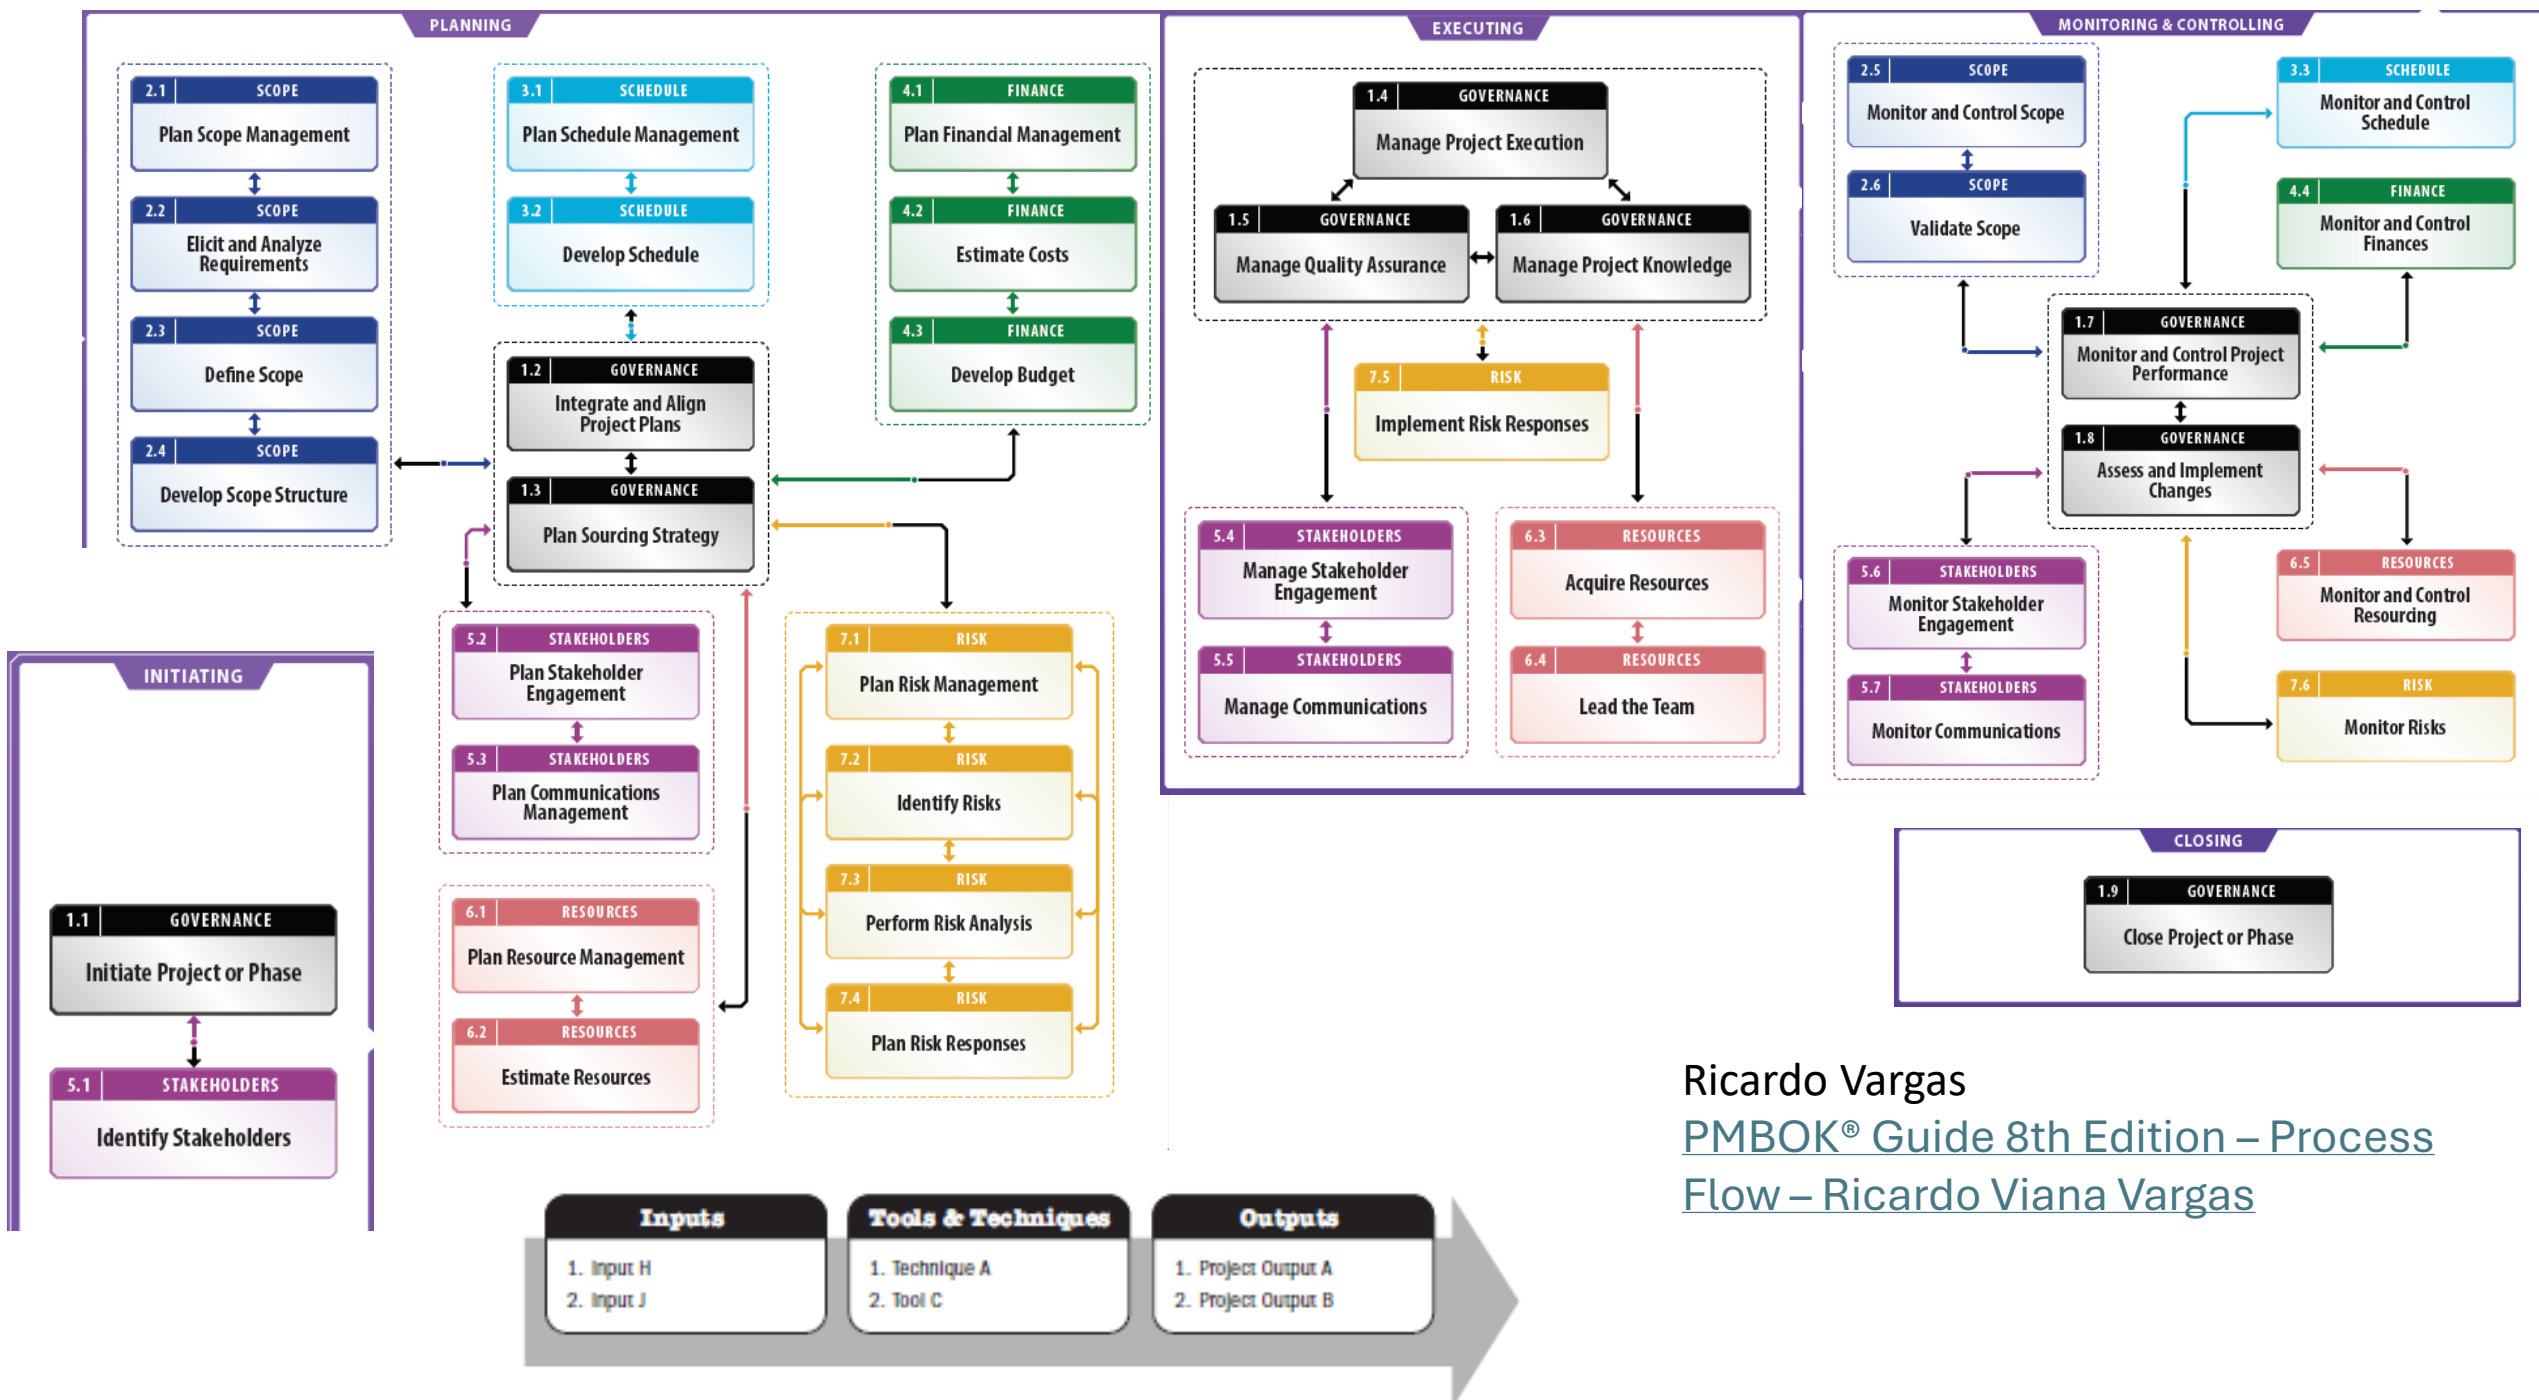 PLANNING
2.1 SCOPE
Plan Scope Management
2.2 SCOPE
Elicit and Analyze
Requirements
2.3 SCOPE
Define Scope
2.4 SCOPE
Develop Scope Structure
3.1 SCHEDULE
Plan Schedule Management
3.2 SCHEDULE
Develop Schedule
1.2 GOVERNANCE
Integrate and Align
Project Plans
1.3 GOVERNANCE
Plan Sourcing Strategy
4.1 FINANCE
Plan Financial Management
4.2 FINANCE
Estimate Costs
4.3 FINANCE
Develop Budget
5.2 STAKEHOLDERS
Plan Stakeholder
Engagement
5.3 STAKEHOLDERS
Plan Communications
Management
6.1 RESOURCES
Plan Resource Management
6.2 RESOURCES
Estimate Resources
7.1 RISK
Plan Risk Management
7.2 RISK
Identify Risks
7.3 RISK
Perform Risk Analysis
7.4 RISK
Plan Risk Responses
INITIATING
1.1 GOVERNANCE
Initiate Project or Phase
5.1 STAKEHOLDERS
Identify Stakeholders
EXECUTING
1.4 GOVERNANCE
Manage Project Execution
1.5 GOVERNANCE
Manage Quality Assurance
1.6 GOVERNANCE
Manage Project Knowledge
7.5 RISK
Implement Risk Responses
5.4 STAKEHOLDERS
Manage Stakeholder
Engagement
5.5 STAKEHOLDERS
Manage Communications
6.3 RESOURCES
Acquire Resources
6.4 RESOURCES
Lead the Team
MONITORING & CONTROLLING
2.5 SCOPE
Monitor and Control Scope
2.6 SCOPE
Validate Scope
3.3 SCHEDULE
Monitor and Control
Schedule
4.4 FINANCE
Monitor and Control
Finances
1.7 GOVERNANCE
Monitor and Control Project
Performance
1.8 GOVERNANCE
Assess and Implement
Changes
5.6 STAKEHOLDERS
Monitor Stakeholder
Engagement
5.7 STAKEHOLDERS
Monitor Communications
6.5 RESOURCES
Monitor and Control
Resourcing
7.6 RISK
Monitor Risks
CLOSING
1.9 GOVERNANCE
Close Project or Phase
Ricardo Vargas
PMBOK® Guide 8th Edition – Process
Flow – Ricardo Viana Vargas
Inputs
1. Input H
2. Input J
Tools & Techniques
1. Technique A
2. Tool C
Outputs
1. Project Output A
2. Project Output B